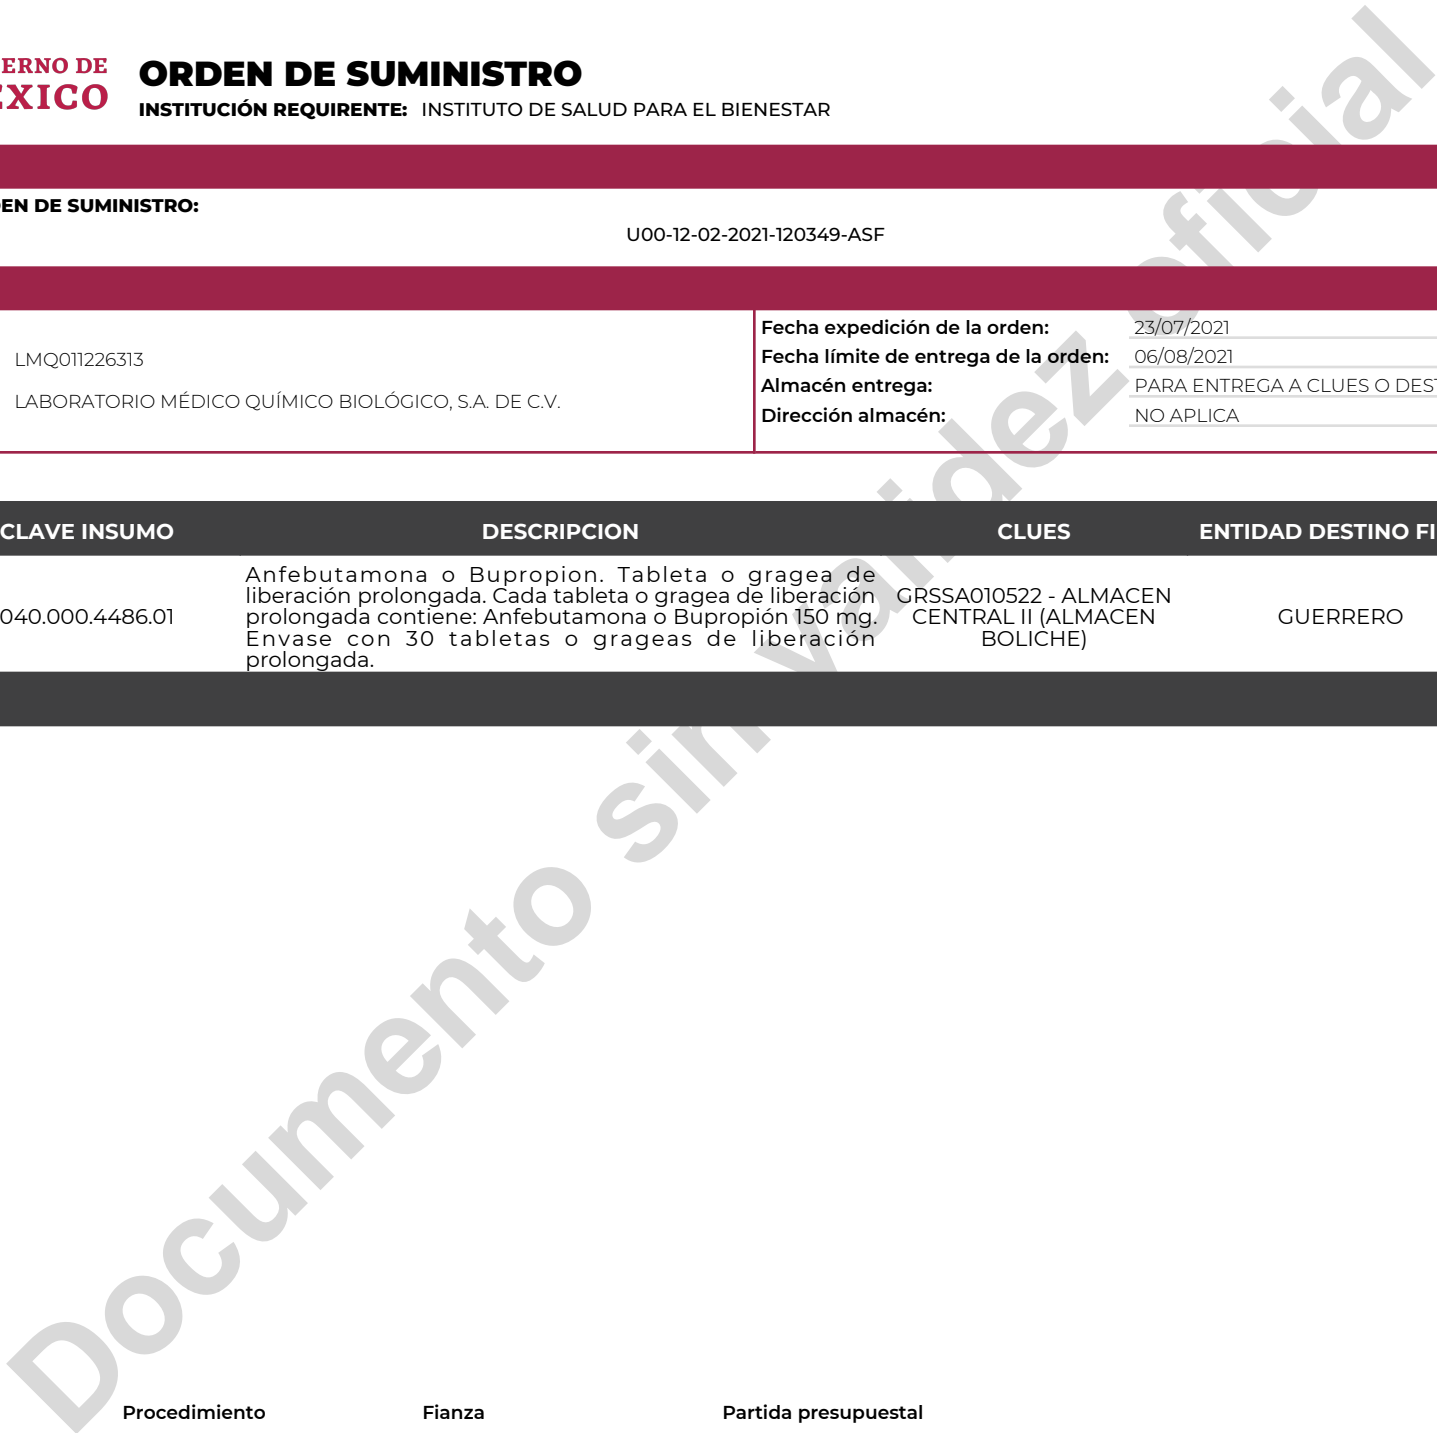 ERNO DE
EXICO
ORDEN DE SUMINISTRO
INSTITUCIÓN REQUIRENTE: INSTITUTO DE SALUD PARA EL BIENESTAR
EN DE SUMINISTRO:
U00-12-02-2021-120349-ASF
LMQ011226313
LABORATORIO MÉDICO QUÍMICO BIOLÓGICO, S.A. DE C.V.
Fecha expedición de la orden: 23/07/2021
Fecha límite de entrega de la orden: 06/08/2021
Almacén entrega: PARA ENTREGA A CLUES O DEST
Dirección almacén: NO APLICA
CLAVE INSUMO DESCRIPCION CLUES ENTIDAD DESTINO FI
040.000.4486.01
Anfebutamona o Bupropion. Tableta o gragea de
liberación prolongada. Cada tableta o gragea de liberación
prolongada contiene: Anfebutamona o Bupropión 150 mg.
Envase con 30 tabletas o grageas de liberación
prolongada.
GRSSA010522 - ALMACEN
CENTRAL II (ALMACEN
BOLICHE)
GUERRERO
Procedimiento Fianza Partida presupuestal
Documento sin validez oficial